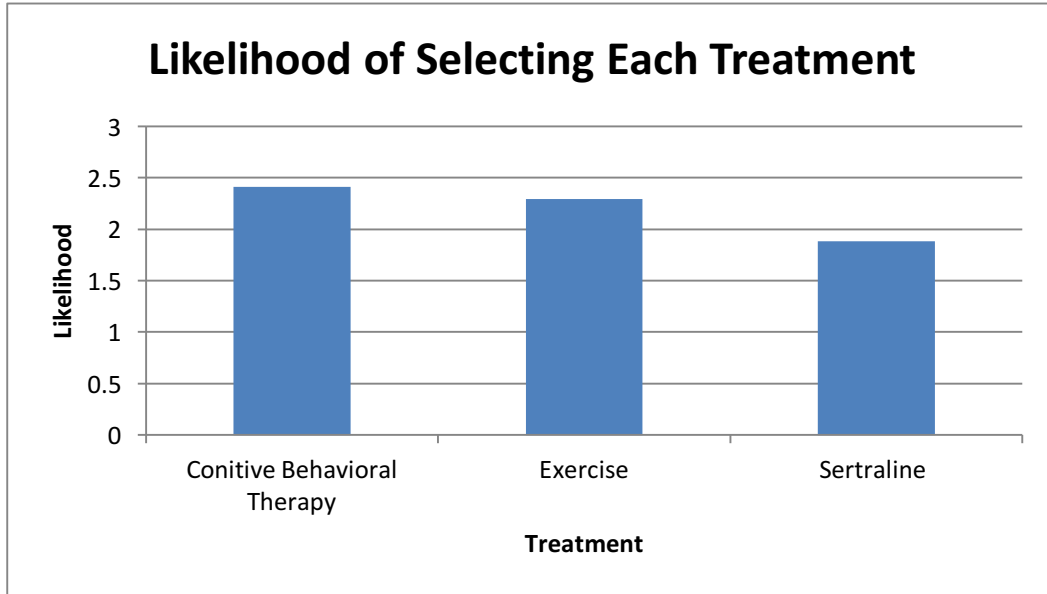 Likelihood of Selecting Each Treatment
3
2.5
2
1.5
1
0.5
0
Likelihood
Conitive Behavioral
Therapy
Exercise
Sertraline
Treatment